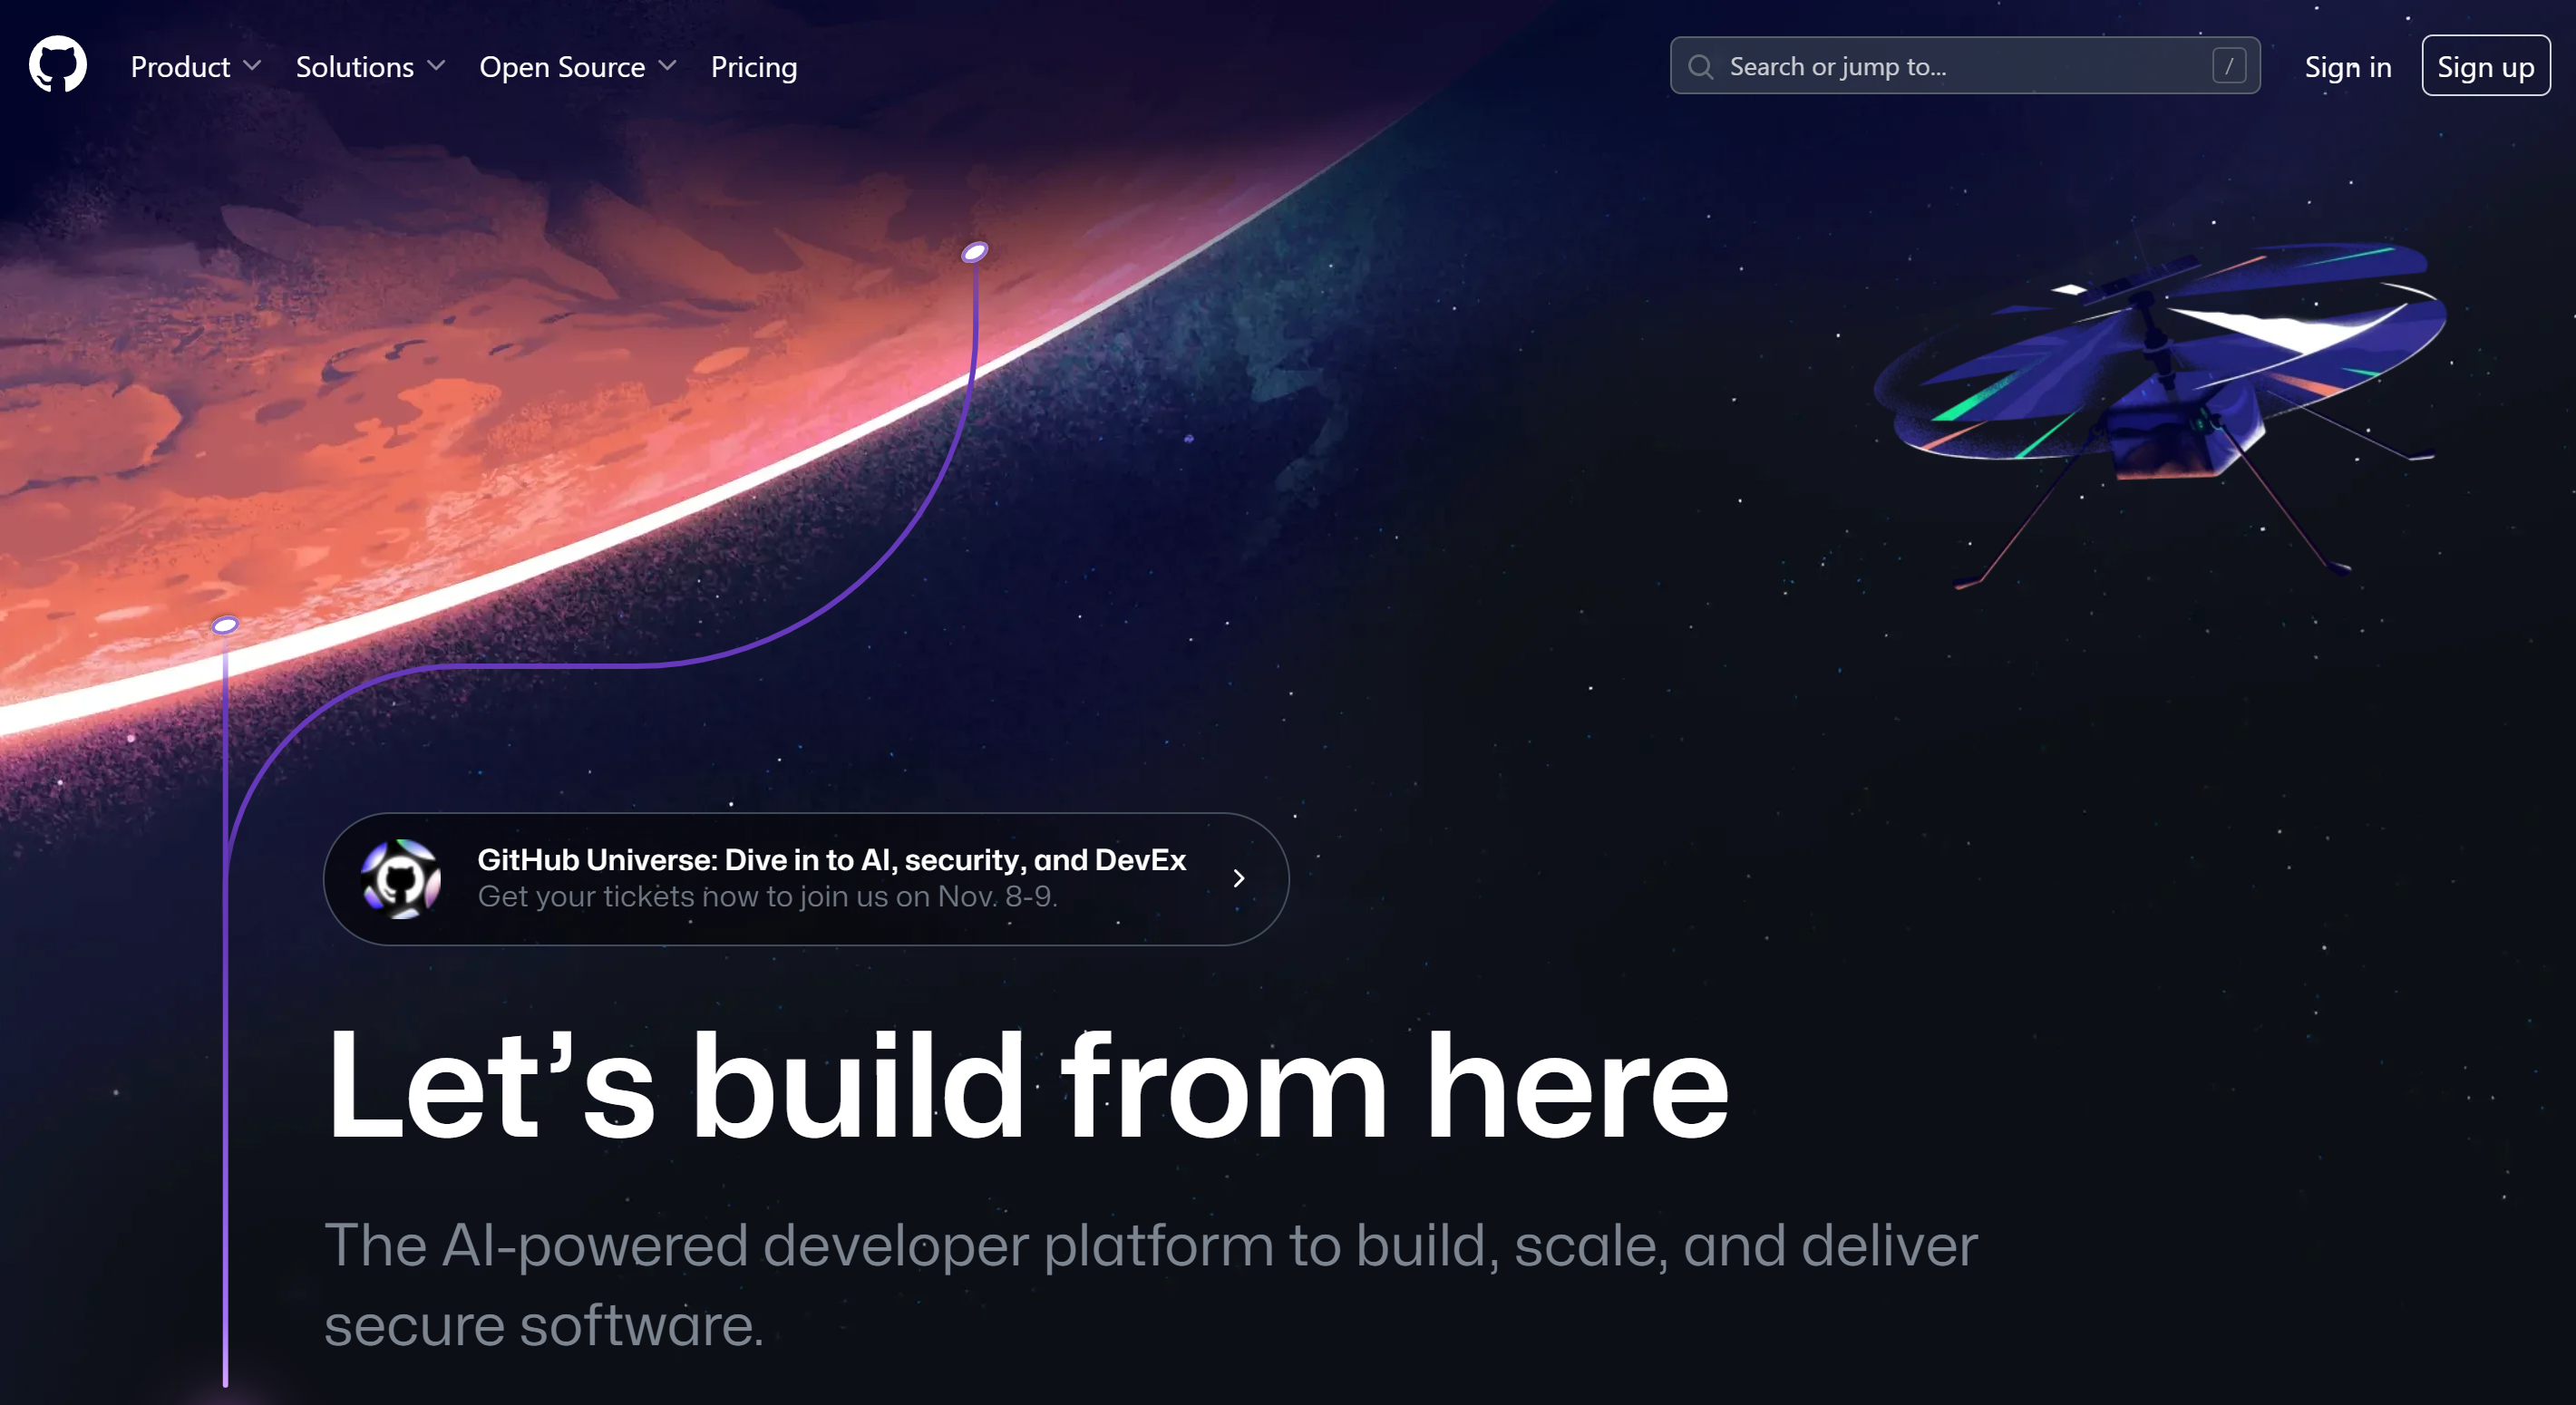 Product
Solutions
Open Source
Pricing
Search or jump to...
/
Sign in
Sign up
GitHub Universe: Dive in to AI, security, and DevEx
Get your tickets now to join us on Nov. 8-9.
Let’s build from here
The AI-powered developer platform to build, scale, and deliver
secure software.